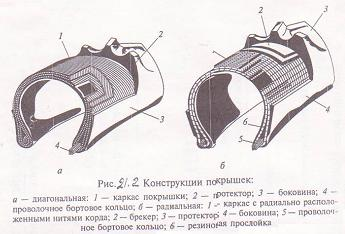 1
2
3
4
а
1
2
3
4
5
6
б
Рис. 21.2 Конструкции покрышек:
а — диагональная: 1 — каркас покрышки; 2 — протектор; 3 — боковина; 4 —
проволочное бортовое кольцо; б — радиальная: 1 — каркас с радиально располо-
женными нитями корда; 2 — брекер; 3 — протектор; 4 — боковина; 5 — проволоч-
ное бортовое кольцо; 6 — резиновая прослойка